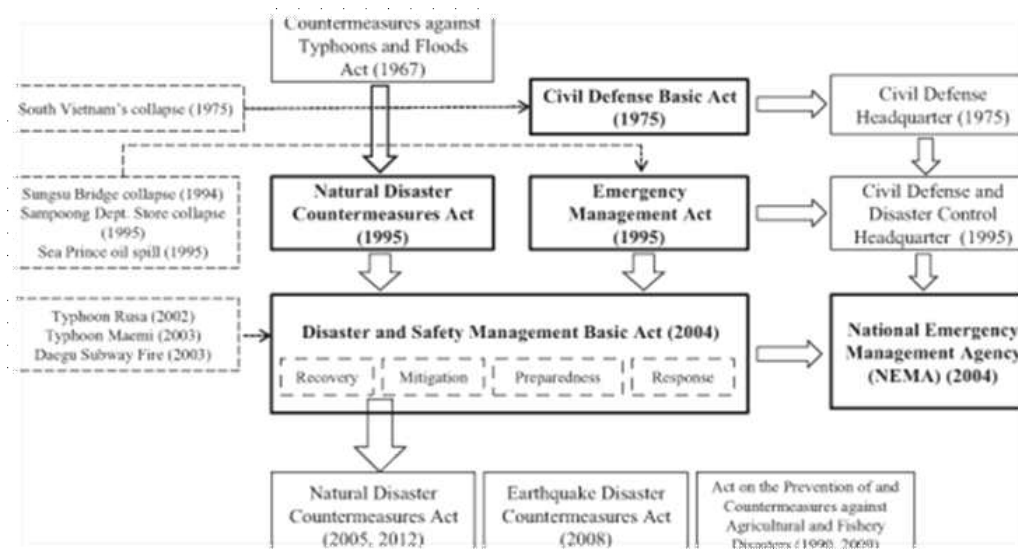 Countermeasures against
Typhoons and Floods
Act (1967)
South Vietnam's collapse (1975)
Civil Defense Basic Act
(1975)
Civil Defense
Headquarter (1975)
Sungsu Bridge collapse (1994)
Sampoong Dept. Store collapse
(1995)
Sea Prince oil spill (1995)
Natural Disaster
Countermeasures Act
(1995)
Emergency
Management Act
(1995)
Civil Defense and
Disaster Control
Headquarter (1995)
Typhoon Rusa (2002)
Typhoon Maemi (2003)
Daegu Subway Fire (2003)
Disaster and Safety Management Basic Act (2004)
Recovery
Mitigation
Preparedness
Response
National Emergency
Management Agency
(NEMA) (2004)
Natural Disaster
Countermeasures Act
(2005, 2012)
Earthquake Disaster
Countermeasures Act
(2008)
Act on the Prevention of and
Countermeasures against
Agricultural and Fishery
Disasters (1990, 2009)